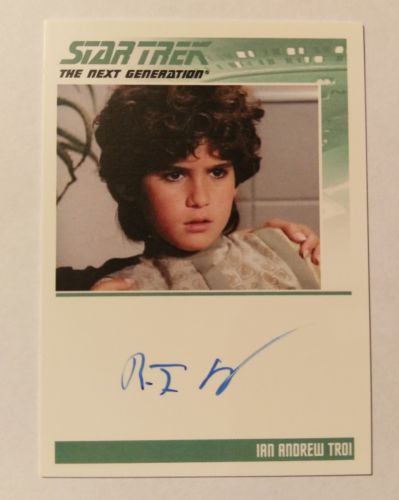 STAR TREK
THE NEXT GENERATION®
IAN ANDREW TROI